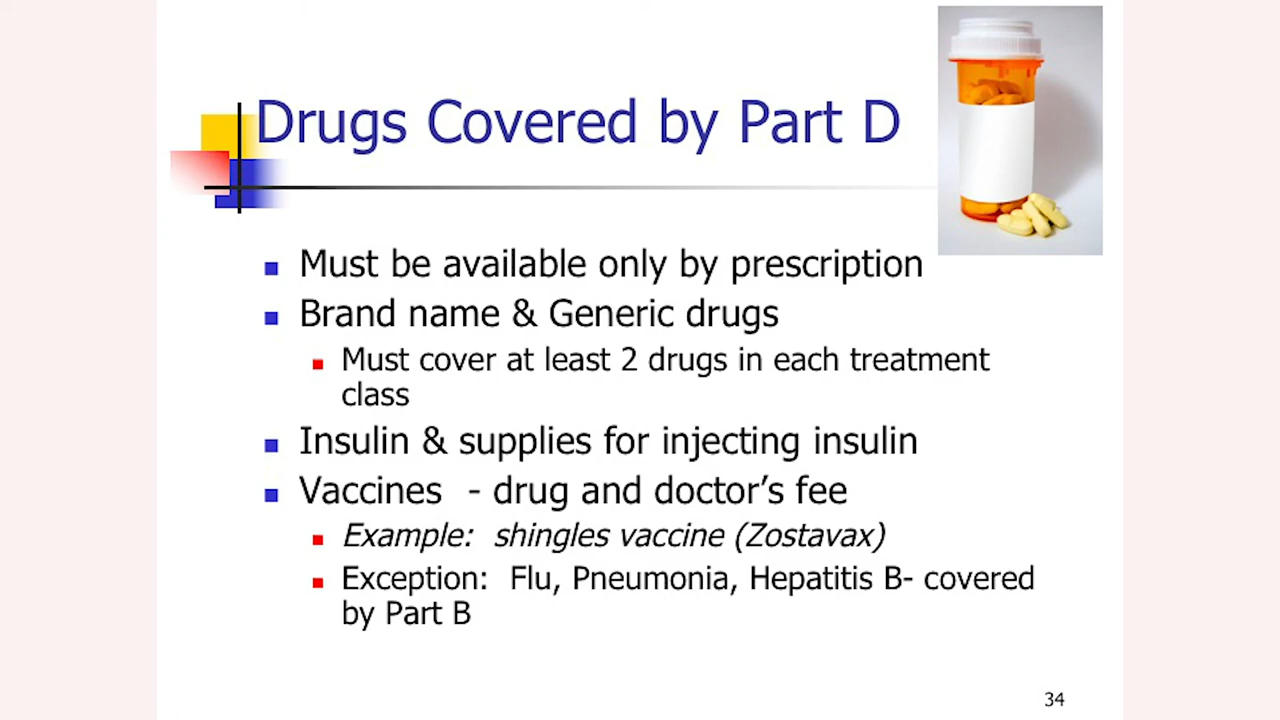 Drugs Covered by Part D
Must be available only by prescription
Brand name & Generic drugs
Must cover at least 2 drugs in each treatment
class
Insulin & supplies for injecting insulin
Vaccines - drug and doctor’s fee
Example: shingles vaccine (Zostavax)
Exception: Flu, Pneumonia, Hepatitis B- covered
by Part B
34